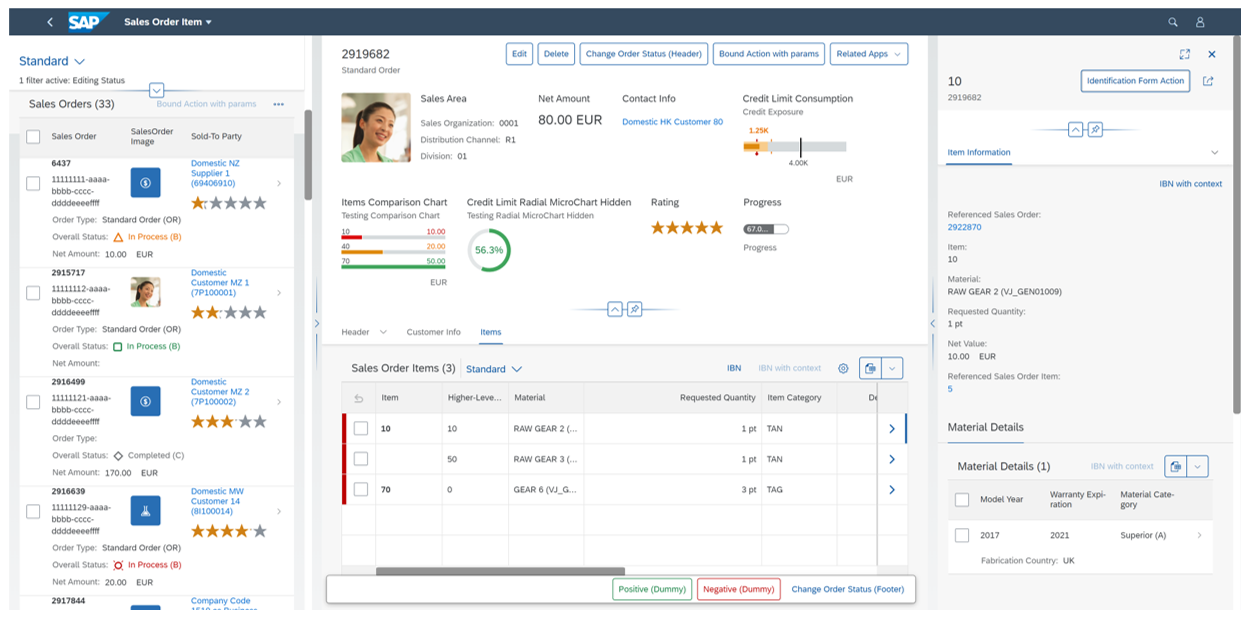 SAP
Sales Order Item
Standard
1 filter active: Editing Status
Sales Orders (33)
Bound Action with params
Sales Order
SalesOrder
Image
Sold-To Party
6437
11111111-aaaa-
bbbb-cccc-
ddddeeeeffff
Domestic NZ
Supplier 1
(69406910)
Order Type: Standard Order (OR)
Overall Status: In Process (B)
Net Amount: 10.00 EUR
2915717
11111112-aaaa-
bbbb-cccc-
ddddeeeeffff
Domestic
Customer MZ 1
(7P100001)
Order Type: Standard Order (OR)
Overall Status: In Process (B)
Net Amount:
2916499
11111121-aaaa-
bbbb-cccc-
ddddeeeeffff
Domestic
Customer MZ 2
(7P100002)
Order Type:
Overall Status: Completed (C)
Net Amount: 170.00 EUR
2916639
11111129-aaaa-
bbbb-cccc-
ddddeeeeffff
Domestic MW
Customer 14
(8I100014)
Order Type: Standard Order (OR)
Overall Status: In Process (B)
Net Amount: 20.00 EUR
2917844
Company Code
2919682
Standard Order
Edit
Delete
Change Order Status (Header)
Bound Action with params
Related Apps
Sales Area
Sales Organization: 0001
Distribution Channel: R1
Division: 01
Net Amount
80.00 EUR
Contact Info
Domestic HK Customer 80
Credit Limit Consumption
Credit Exposure
1.25K
4.00K
EUR
Items Comparison Chart
Testing Comparison Chart
10 10.00
40 20.00
70 50.00
EUR
Credit Limit Radial MicroChart Hidden
Testing Radial MicroChart Hidden
56.3%
Rating
Progress
67.0...
Progress
Header
Customer Info
Items
Sales Order Items (3)
Standard
IBN
IBN with context
Item
Higher-Leve...
Material
Requested Quantity
Item Category
De
10 10 RAW GEAR 2 (... 1 pt TAN
50 RAW GEAR 3 (... 1 pt TAN
70 0 GEAR 6 (VJ_G... 3 pt TAG
Positive (Dummy)
Negative (Dummy)
Change Order Status (Footer)
10
2919682
Identification Form Action
Item Information
IBN with context
Referenced Sales Order:
2922870
Item:
10
Material:
RAW GEAR 2 (VJ_GEN01009)
Requested Quantity:
1 pt
Net Value:
10.00 EUR
Referenced Sales Order Item:
5
Material Details
Material Details (1)
IBN with context
Model Year
Warranty Expi-
ration
Material Cate-
gory
2017
2021
Superior (A)
Fabrication Country: UK